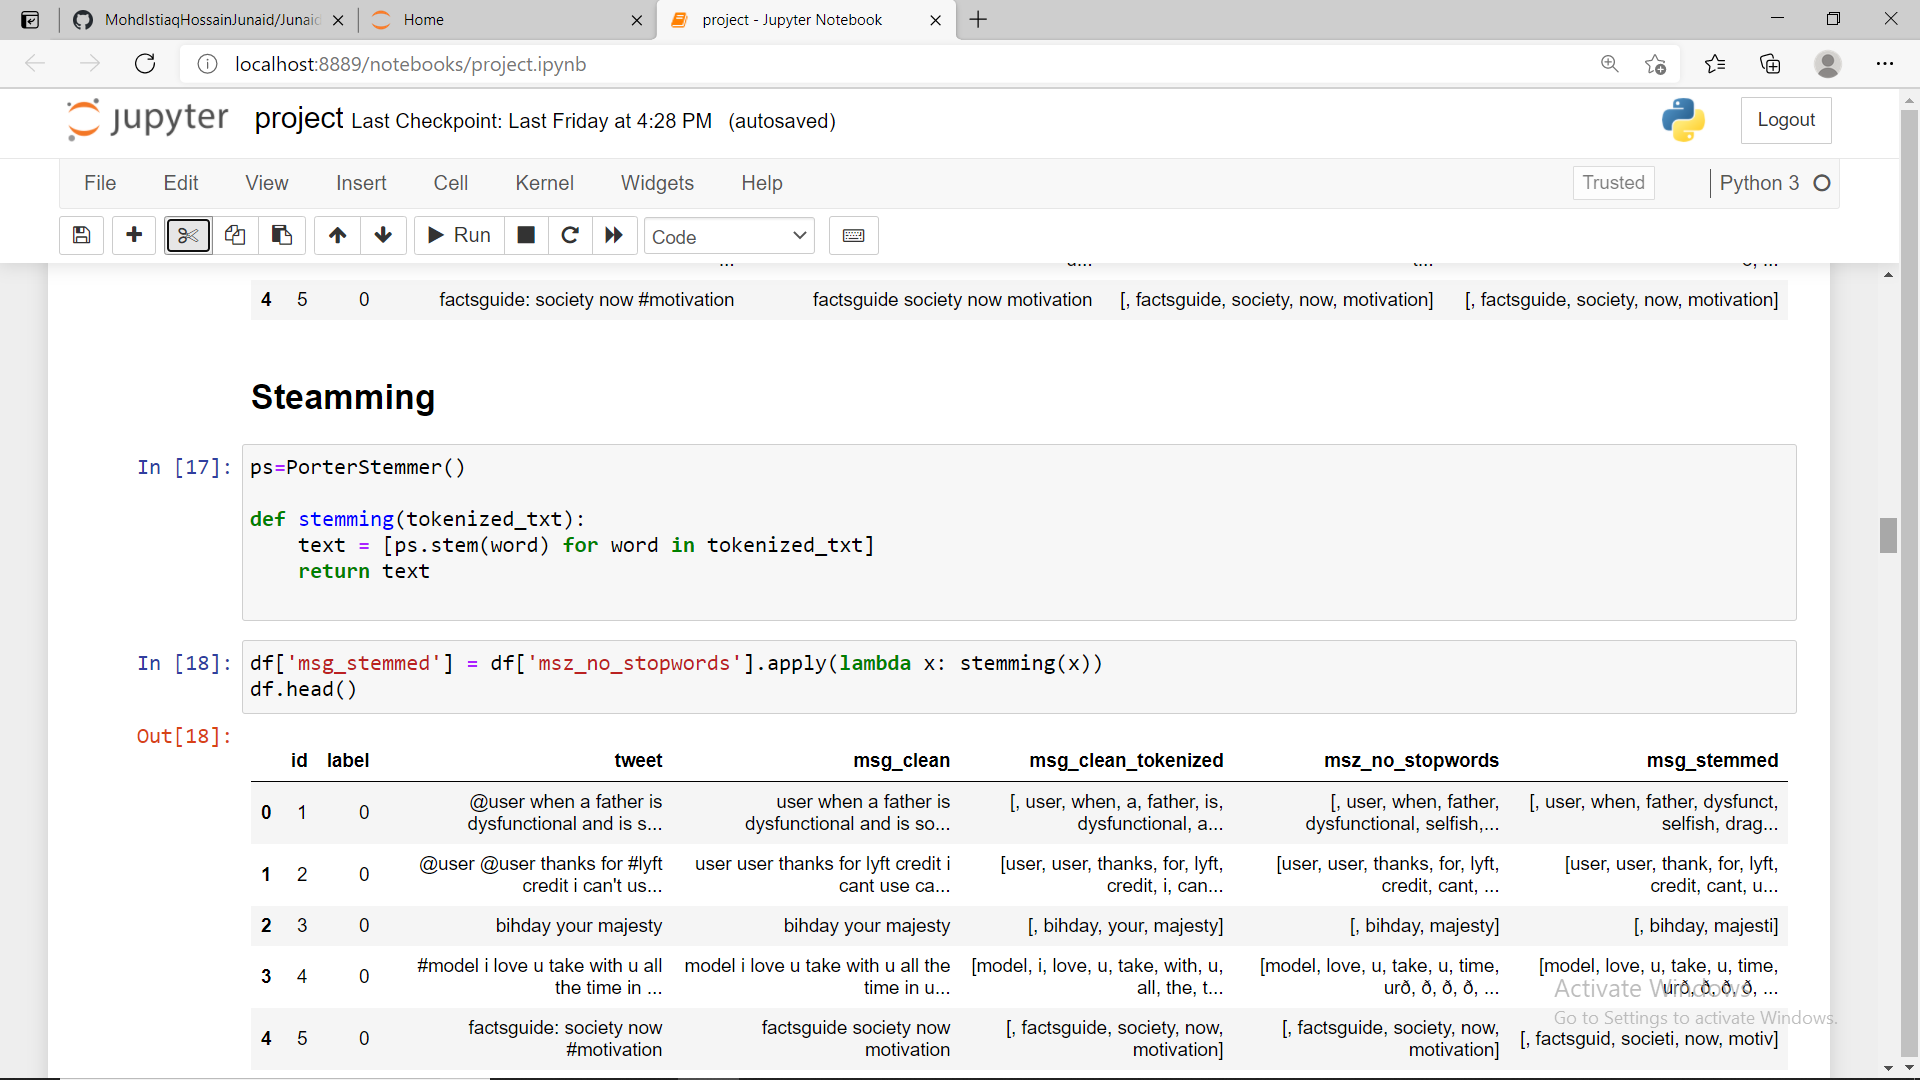 MohdIstiaqHossainJunaid/Junaid
Home
project - Jupyter Notebook
localhost:8889/notebooks/project.ipynb
jupyter project Last Checkpoint: Last Friday at 4:28 PM (autosaved)
Logout
File Edit View Insert Cell Kernel Widgets Help
Trusted
Python 3
Run
Code
4 5 0 factsguide: society now #motivation factsguide society now motivation [, factsguide, society, now, motivation] [, factsguide, society, now, motivation]
Steamming
In [17]: ps=PorterStemmer()
def stemming(tokenized_txt):
    text = [ps.stem(word) for word in tokenized_txt]
    return text
In [18]: df['msg_stemmed'] = df['msz_no_stopwords'].apply(lambda x: stemming(x))
df.head()
Out[18]:
id label tweet msg_clean msg_clean_tokenized msz_no_stopwords msg_stemmed
0 1 0 @user when a father is dysfunctional and is s... user when a father is dysfunctional and is so... [, user, when, a, father, is, dysfunctional, a... [, user, when, father, dysfunctional, selfish,... [, user, when, father, dysfunct, selfish, drag...
1 2 0 @user @user thanks for #lyft credit i can't us... user user thanks for lyft credit i cant use ca... [user, user, thanks, for, lyft, credit, i, can... [user, user, thanks, for, lyft, credit, cant, ... [user, user, thank, for, lyft, credit, cant, u...
2 3 0 bihday your majesty bihday your majesty [, bihday, your, majesty] [, bihday, majesty] [, bihday, majesti]
3 4 0 #model i love u take with u all the time in ... model i love u take with u all the time in u... [model, i, love, u, take, with, u, all, the, t... [model, love, u, take, u, time, urð, ð, ð, ð, ... [model, love, u, take, u, time, urð, ð, ð, ð, ...
4 5 0 factsguide: society now #motivation factsguide society now motivation [, factsguide, society, now, motivation] [, factsguide, society, now, motivation] [, factsguid, societi, now, motiv]
Activate Windows
Go to Settings to activate Windows.